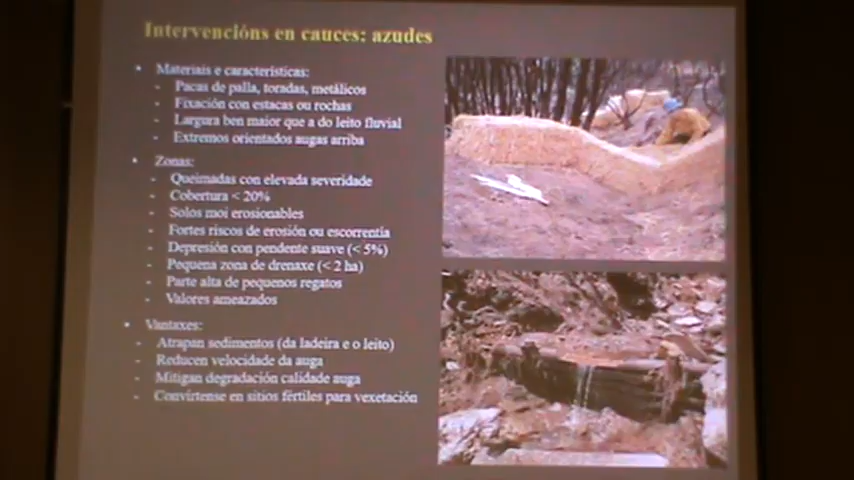 Intervencións en cauces: azudes
• Materiais e características:
- Pacas de palla, toradas, metálicos
- Fixación con estacas ou rochas
- Largura ben maior que a do leito fluvial
- Extremos orientados augas arriba
• Zonas:
- Queimadas con elevada severidade
- Cobertura < 20%
- Solos moi erosionables
- Fortes riscos de erosión ou escorrentía
- Depresión con pendente suave (< 5%)
- Pequena zona de drenaxe (< 2 ha)
- Parte alta de pequenos regatos
- Valores ameazados
• Vantaxes:
- Atrapan sedimentos (da ladeira e o leito)
- Reducen velocidade da auga
- Mitigan degradación calidade auga
- Convírtense en sitios fértiles para vexetación